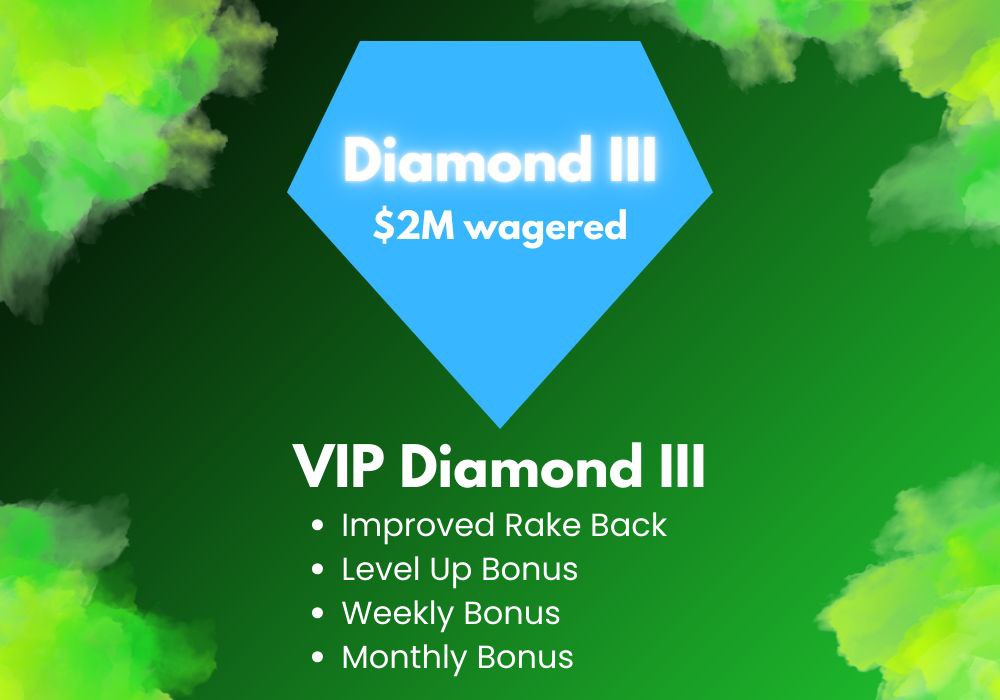 Diamond III
$2M wagered
VIP Diamond III
• Improved Rake Back
• Level Up Bonus
• Weekly Bonus
• Monthly Bonus